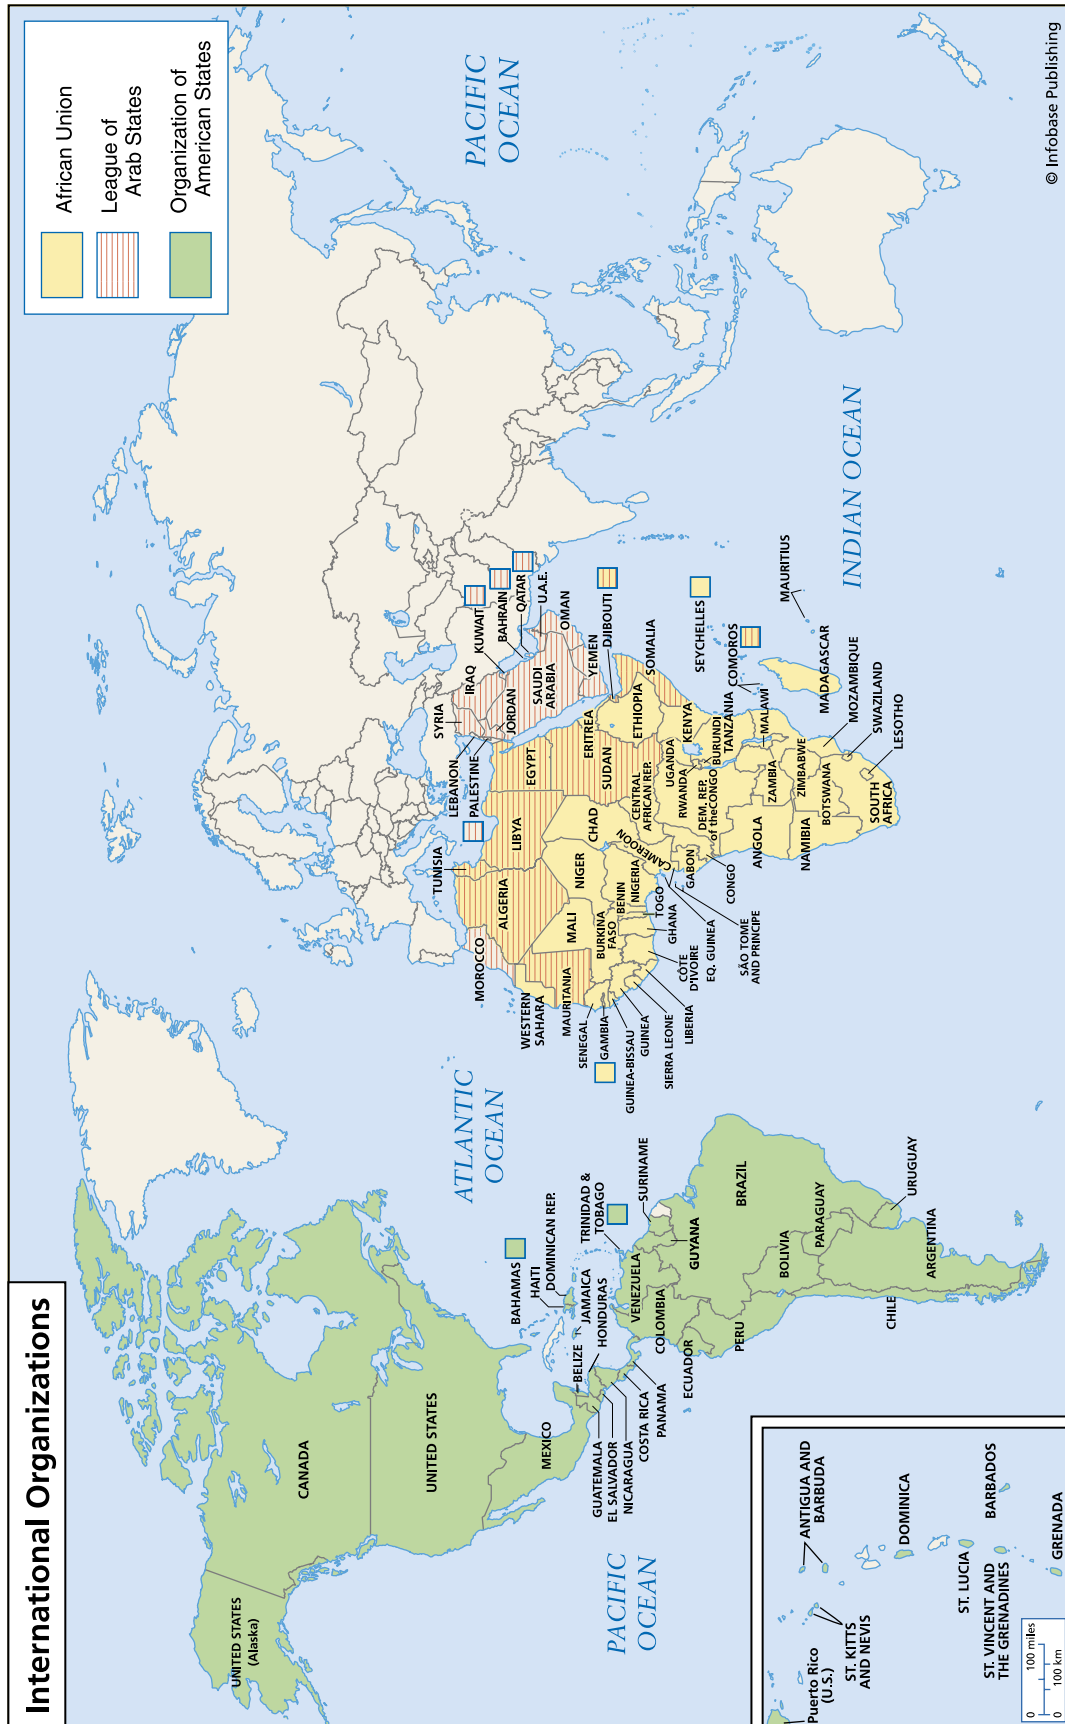 International Organizations
African Union
League of
Arab States
Organization of
American States
PACIFIC
OCEAN
ATLANTIC
OCEAN
PACIFIC
OCEAN
INDIAN OCEAN
UNITED STATES
(Alaska)
CANADA
UNITED STATES
MEXICO
GUATEMALA
EL SALVADOR
NICARAGUA
COSTA RICA
PANAMA
BELIZE
HONDURAS
JAMAICA
HAITI
DOMINICAN REP.
BAHAMAS
TRINIDAD &
TOBAGO
SURINAME
GUYANA
VENEZUELA
COLOMBIA
ECUADOR
PERU
BRAZIL
BOLIVIA
PARAGUAY
URUGUAY
ARGENTINA
CHILE
MOROCCO
WESTERN
SAHARA
MAURITANIA
SENEGAL
GAMBIA
GUINEA-BISSAU
GUINEA
SIERRA LEONE
LIBERIA
CÔTE
D'IVOIRE
GHANA
TOGO
BENIN
BURKINA
FASO
MALI
ALGERIA
TUNISIA
LIBYA
NIGER
NIGERIA
CHAD
EGYPT
SUDAN
ERITREA
ETHIOPIA
DJIBOUTI
SOMALIA
CENTRAL
AFRICAN REP.
CAMEROON
EQ. GUINEA
SÃO TOME
AND PRINCIPE
GABON
CONGO
DEM. REP.
of theCONGO
RWANDA
UGANDA
KENYA
BURUNDI
TANZANIA
MALAWI
ANGOLA
ZAMBIA
ZIMBABWE
NAMIBIA
BOTSWANA
SOUTH
AFRICA
LESOTHO
SWAZILAND
MOZAMBIQUE
MADAGASCAR
COMOROS
SEYCHELLES
MAURITIUS
LEBANON
PALESTINE
SYRIA
IRAQ
JORDAN
KUWAIT
BAHRAIN
QATAR
U.A.E.
OMAN
SAUDI
ARABIA
YEMEN
Puerto Rico
(U.S.)
ST. KITTS
AND NEVIS
ANTIGUA AND
BARBUDA
DOMINICA
ST. LUCIA
ST. VINCENT AND
THE GRENADINES
BARBADOS
GRENADA
0 100 miles
0 100 km
© Infobase Publishing